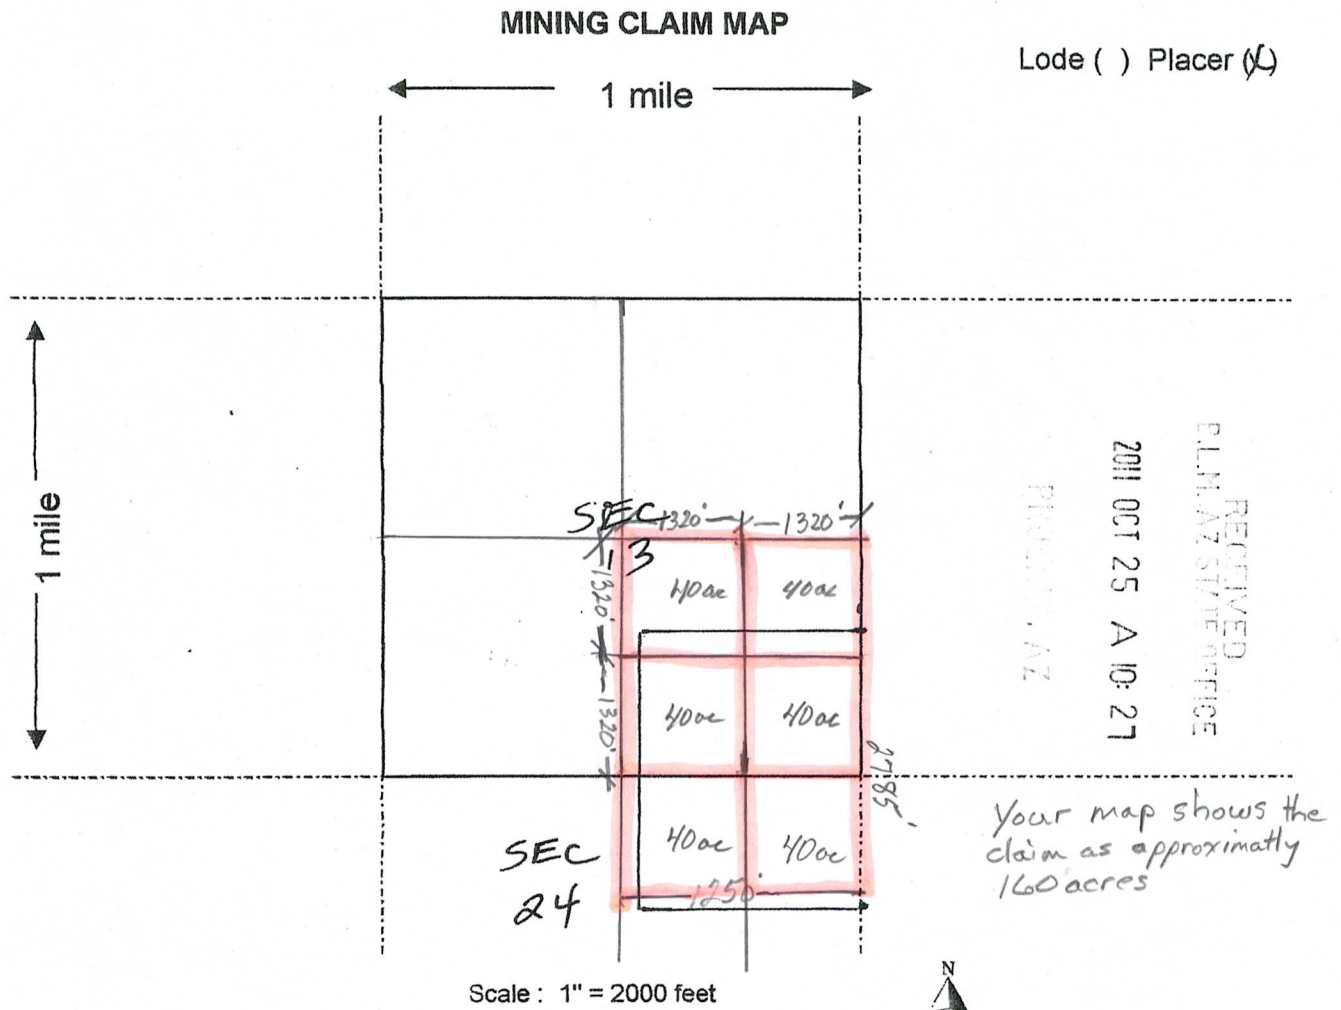 MINING CLAIM MAP
Lode ( ) Placer (X)
1 mile
1 mile
SEC
13
1320'
1320'
1320'
1320'
40ac
40ac
40ac
40ac
40ac
40ac
2785'
1250'
SEC
24
RECEIVED
B.L.M. AZ STATE OFFICE
2011 OCT 25 A 10:27
AZ
Your map shows the
claim as approximatly
160 acres
Scale : 1" = 2000 feet
N